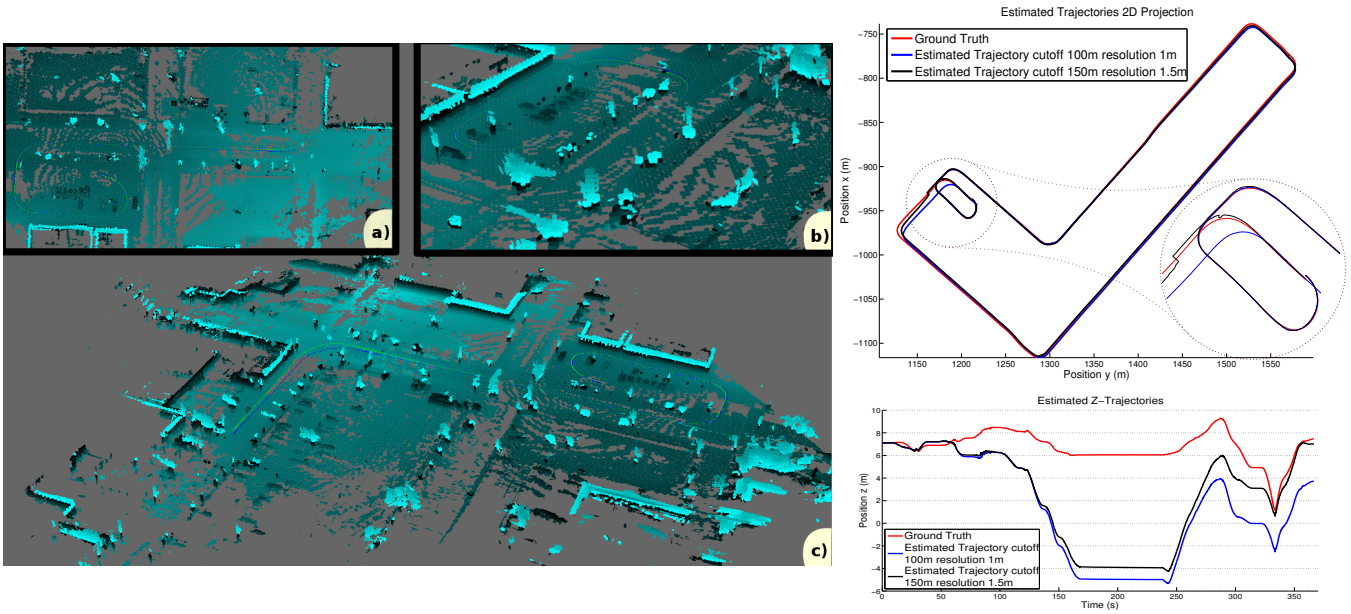 a)
b)
c)
Estimated Trajectories 2D Projection
Ground Truth
Estimated Trajectory cutoff 100m resolution 1m
Estimated Trajectory cutoff 150m resolution 1.5m
Position x (m)
−750
−800
−850
−900
−950
−1000
−1050
−1100
1150 1200 1250 1300 1350 1400 1450 1500 1550
Position y (m)
Estimated Z−Trajectories
Position z (m)
10
8
6
4
2
0
−2
−4
−6
Ground Truth
Estimated Trajectory cutoff
100m resolution 1m
Estimated Trajectory cutoff
150m resolution 1.5m
0 50 100 150 200 250 300 350
Time (s)